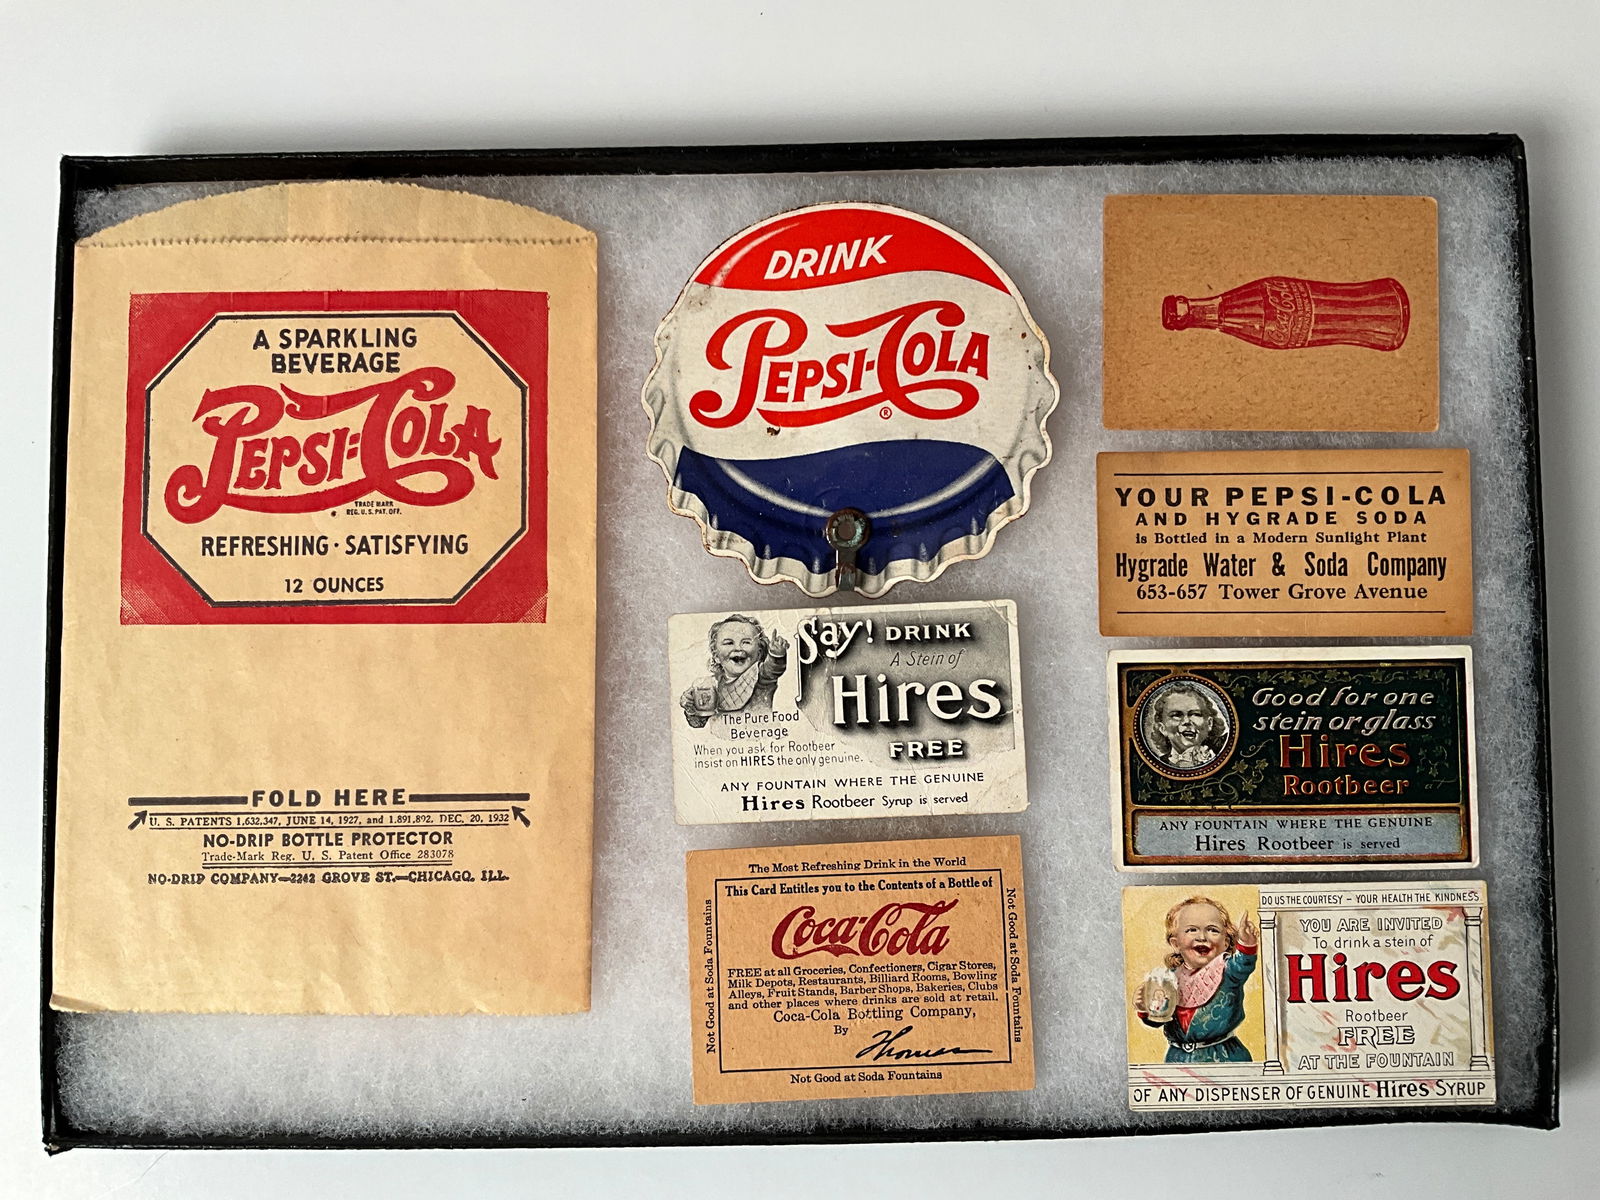 A SPARKLING
BEVERAGE
PEPSI-COLA
TRADE MARK
REG. U. S. PAT. OFF.
REFRESHING · SATISFYING
12 OUNCES
FOLD HERE
U. S. PATENTS 1,632,347, JUNE 14, 1927, and 1,891,892, DEC. 20, 1932
NO-DRIP BOTTLE PROTECTOR
Trade-Mark Reg. U. S. Patent Office 283078
NO-DRIP COMPANY—2242 GROVE ST.—CHICAGO, ILL.
DRINK
PEPSI-COLA
®
Say! DRINK
A Stein of
Hires
FREE
The Pure Food
Beverage
When you ask for Rootbeer
insist on HIRES the only genuine.
ANY FOUNTAIN WHERE THE GENUINE
Hires Rootbeer Syrup is served
The Most Refreshing Drink in the World
Not Good at Soda Fountains
This Card Entitles you to the Contents of a Bottle of
Coca-Cola
FREE at all Groceries, Confectioners, Cigar Stores,
Milk Depots, Restaurants, Billiard Rooms, Bowling
Alleys, Fruit Stands, Barber Shops, Bakeries, Clubs
and other places where drinks are sold at retail.
Coca-Cola Bottling Company,
By
Thomas
Not Good at Soda Fountains
Not Good at Soda Fountains
Coca-Cola
YOUR PEPSI-COLA
AND HYGRADE SODA
is Bottled in a Modern Sunlight Plant
Hygrade Water & Soda Company
653-657 Tower Grove Avenue
Good for one
stein or glass
of Hires
Rootbeer at
ANY FOUNTAIN WHERE THE GENUINE
Hires Rootbeer is served
DO US THE COURTESY – YOUR HEALTH THE KINDNESS
YOU ARE INVITED
To drink a stein of
Hires
Rootbeer
FREE
AT THE FOUNTAIN
OF ANY DISPENSER OF GENUINE Hires SYRUP